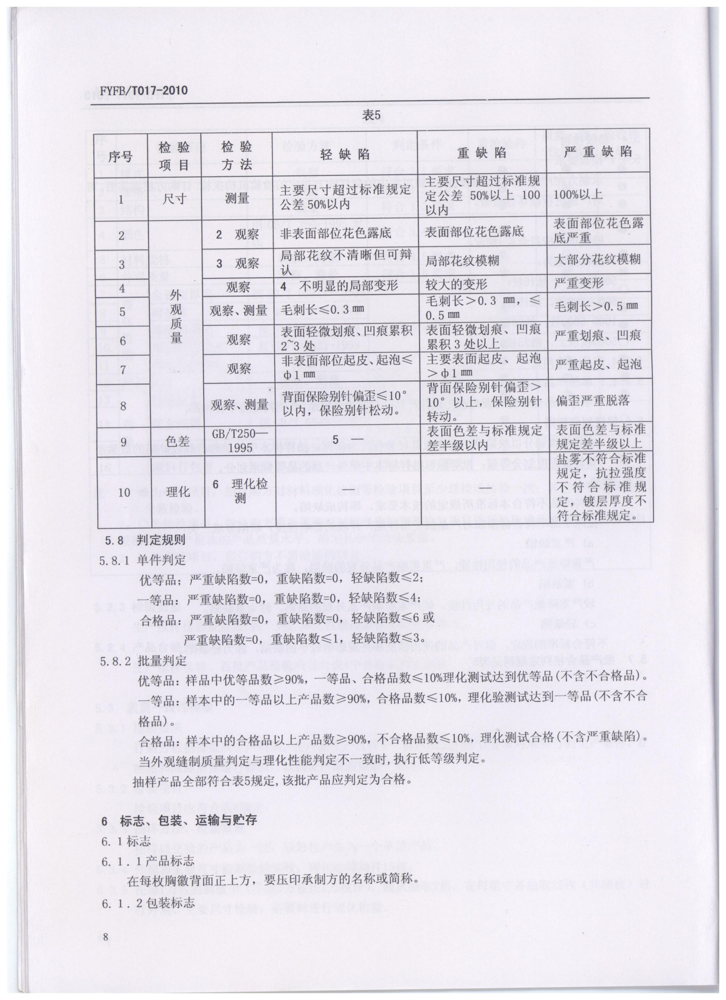 FYFB/T017-2010
表5
序号 检 验 项 目 检 验 方 法 轻 缺 陷 重 缺 陷 严 重 缺 陷
1 尺寸 测量 主要尺寸超过标准规定公差 50%以内 主要尺寸超过标准规定公差 50%以上 100 以内 100%以上
外观质量
2 2 观察 非表面部位花色露底 表面部位花色露底 表面部位花色露底严重
3 3 观察 局部花纹不清晰但可辩认 局部花纹模糊 大部分花纹模糊
4 观察 4 不明显的局部变形 较大的变形 严重变形
5 观察、测量 毛刺长≤0.3㎜ 毛刺长＞0.3 ㎜，≤0.5㎜ 毛刺长＞0.5㎜
6 观察 表面轻微划痕、凹痕累积 2~3 处 表面轻微划痕、凹痕累积 3 处以上 严重划痕、凹痕
7 观察 非表面部位起皮、起泡≤φ1㎜ 主要表面起皮、起泡＞φ1㎜ 严重起皮、起泡
8 观察、测量 背面保险别针偏歪≤10°以内，保险别针松动。 背面保险别针偏歪＞10°以上，保险别针转动。 偏歪严重脱落
9 色差 GB/T250—1995 5 — 表面色差与标准规定差半级以内 表面色差与标准规定差半级以上
10 理化 6 理化检测 — — 盐雾不符合标准规定，抗拉强度不符合标准规定，镀层厚度不符合标准规定。
5.8 判定规则
5.8.1 单件判定
优等品；严重缺陷数=0，重缺陷数=0，轻缺陷数≤2；
一等品：严重缺陷数=0，重缺陷数=0，轻缺陷数≤4；
合格品：严重缺陷数=0，重缺陷数=0，轻缺陷数≤6 或
严重缺陷数=0，重缺陷数≤1，轻缺陷数≤3。
5.8.2 批量判定
优等品：样品中优等品数≥90%，一等品、合格品数≤10%理化测试达到优等品(不含不合格品)。
一等品：样本中的一等品以上产品数≥90%，合格品数≤10%，理化验测试达到一等品(不含不合
格品)。
合格品：样本中的合格品以上产品数≥90%，不合格品数≤10%，理化测试合格(不含严重缺陷)。
当外观缝制质量判定与理化性能判定不一致时,执行低等级判定。
抽样产品全部符合表5规定,该批产品应判定为合格。
6 标志、包装、运输与贮存
6.1标志
6.1.1产品标志
在每枚胸徽背面正上方，要压印承制方的名称或简称。
6.1.2包装标志
8